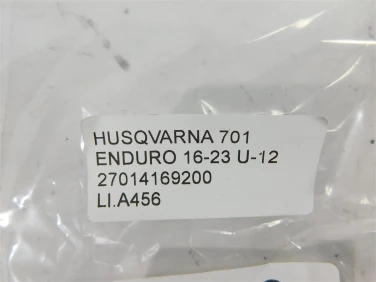 HUSQVARNA 701
ENDURO 16-23 U-12
27014169200
LI.A456